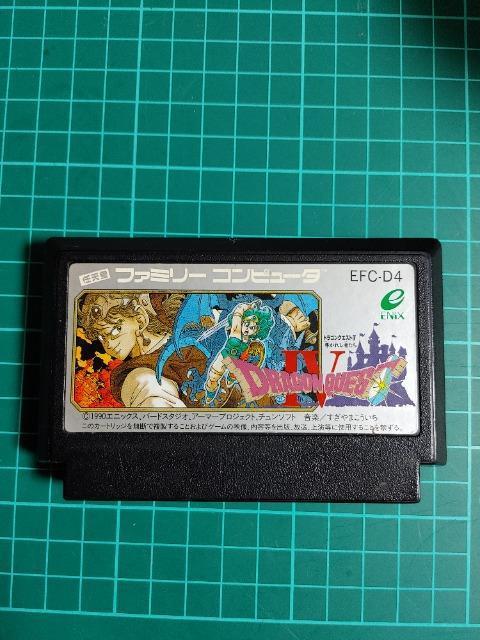 任天堂 ファミリー コンピュータ EFC-D4
ENIX
ドラゴンクエストIV
導かれし者たち
DRAGON QUEST
IV
©1990エニックス、バードスタジオ、アーマープロジェクト、チュンソフト 音楽/すぎやまこういち
このカートリッジを無断で複製することおよびゲームの映像、内容等を出版、放送、上演等に使用することを禁ずる。